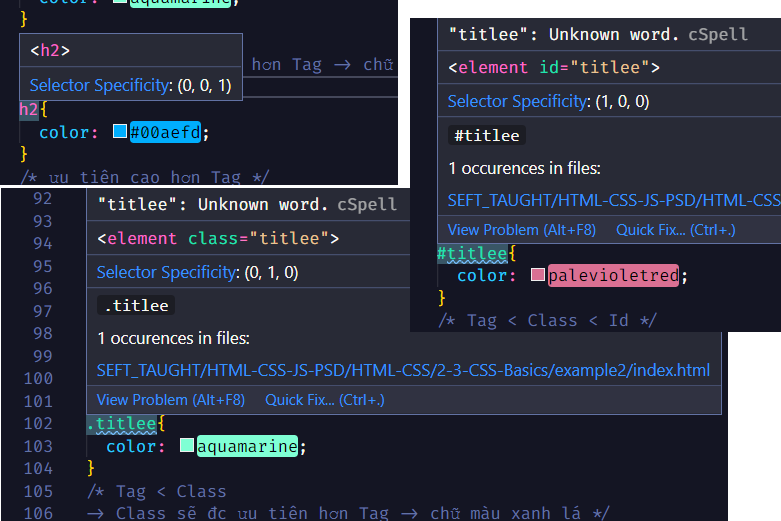 color: aquamarine;
}
<h2>
hơn Tag -> chữ
Selector Specificity: (0, 0, 1)
h2{
color: #00aefd;
}
/* ưu tiên cao hơn Tag */
"titlee": Unknown word. cSpell
<element id="titlee">
Selector Specificity: (1, 0, 0)
#titlee
1 occurences in files:
SEFT_TAUGHT/HTML-CSS-JS-PSD/HTML-CSS
View Problem (Alt+F8) Quick Fix... (Ctrl+.)
#titlee{
color: palevioletred;
}
/* Tag < Class < Id */
92
"titlee": Unknown word. cSpell
93
94
<element class="titlee">
95
Selector Specificity: (0, 1, 0)
96
97
.titlee
98
1 occurences in files:
99
100
SEFT_TAUGHT/HTML-CSS-JS-PSD/HTML-CSS/2-3-CSS-Basics/example2/index.html
101
View Problem (Alt+F8) Quick Fix... (Ctrl+.)
102 .titlee{
103 color: aquamarine;
104 }
105 /* Tag < Class
106 -> Class sẽ đc ưu tiên hơn Tag -> chữ màu xanh lá */